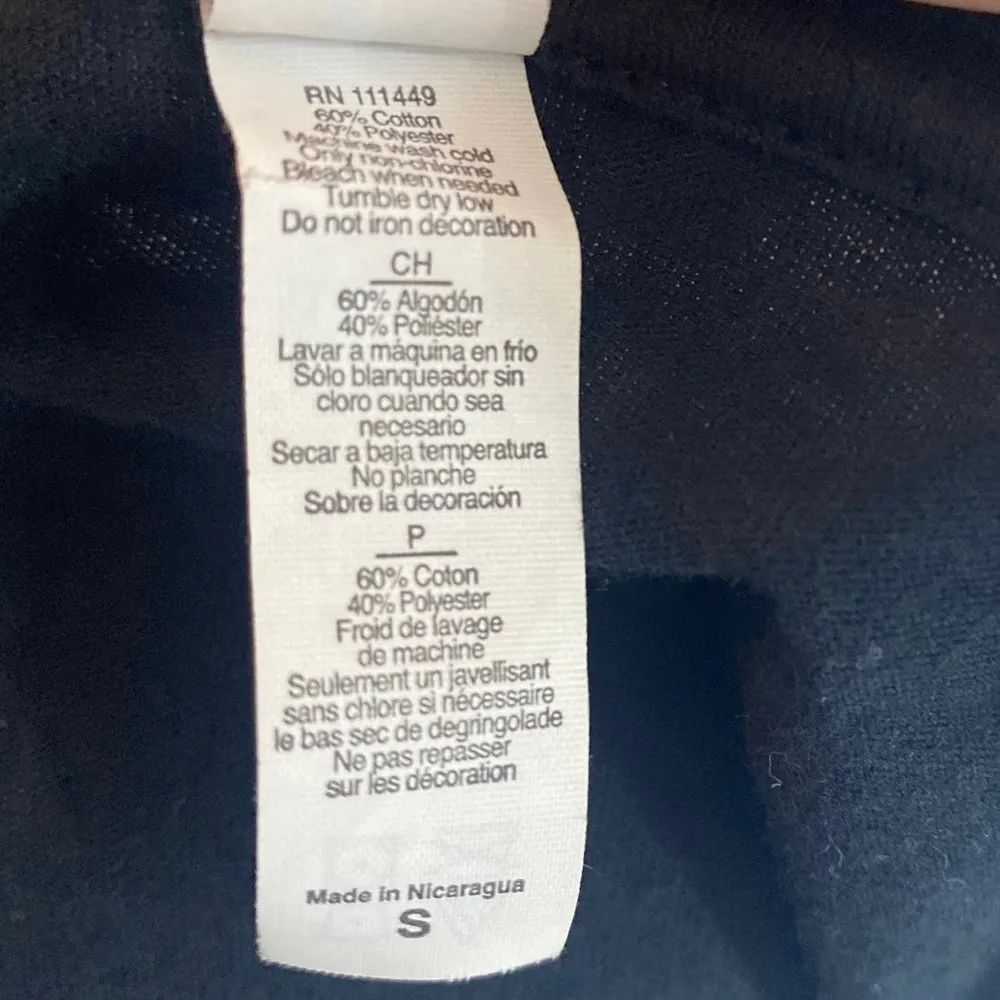 RN 111449
60% Cotton
40% Polyester
Machine wash cold
Only non-chlorine
Bleach when needed
Tumble dry low
Do not iron decoration
CH
60% Algodón
40% Poliéster
Lavar a máquina en frío
Sólo blanqueador sin
cloro cuando sea
necesario
Secar a baja temperatura
No planche
Sobre la decoración
P
60% Coton
40% Polyester
Froid de lavage
de machine
Seulement un javellisant
sans chlore si nécessaire
le bas sec de degringolade
Ne pas repasser
sur les décoration
Made in Nicaragua
S